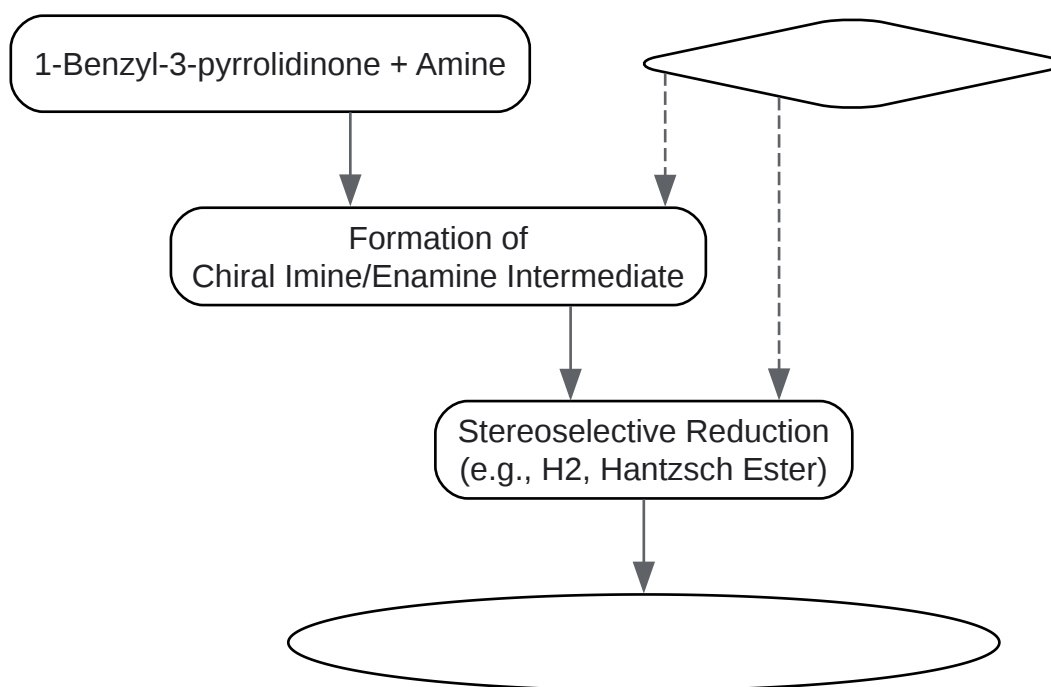 1-Benzyl-3-pyrrolidinone + Amine
Formation of
Chiral Imine/Enamine Intermediate
Stereoselective Reduction
(e.g., H2, Hantzsch Ester)